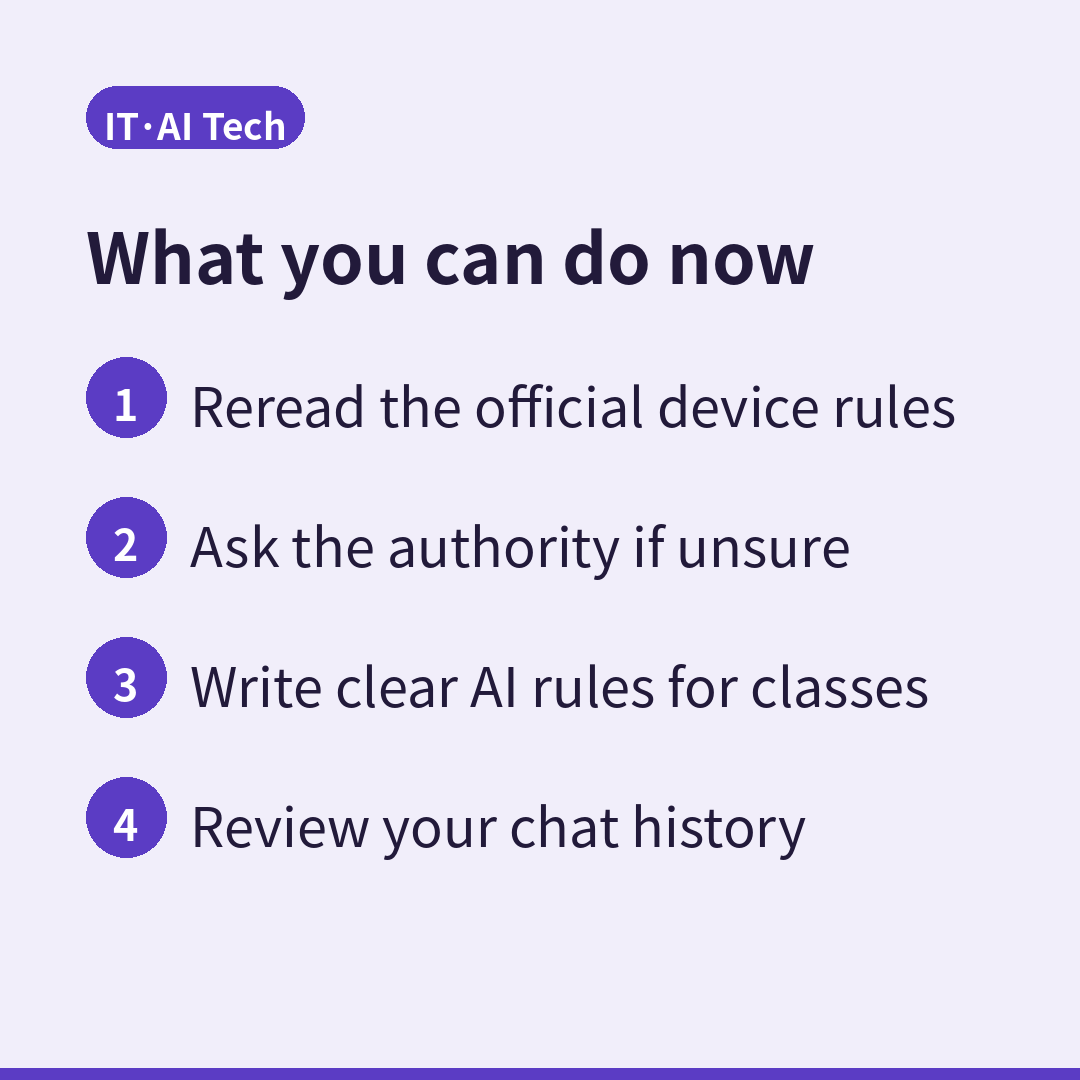 IT·AI Tech
What you can do now
1 Reread the official device rules
2 Ask the authority if unsure
3 Write clear AI rules for classes
4 Review your chat history